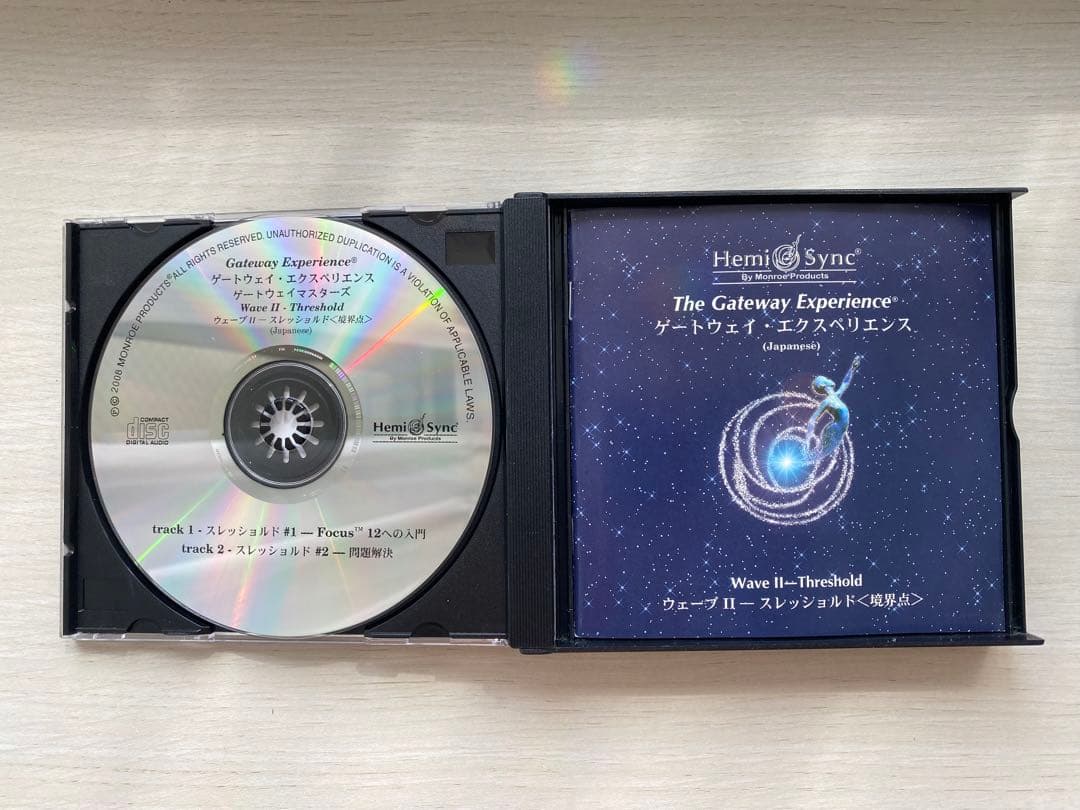 ℗© 2008 MONROE PRODUCTS® ALL RIGHTS RESERVED. UNAUTHORIZED DUPLICATION IS A VIOLATION OF APPLICABLE LAWS.
Gateway Experience®
ゲートウェイ・エクスペリエンス
ゲートウェイマスターズ
Wave II - Threshold
ウェーブ II ― スレッショルド<境界点>
(Japanese)
COMPACT
disc
DIGITAL AUDIO
Hemi Sync®
By Monroe Products
track 1 - スレッショルド #1 ― Focus™ 12への入門
track 2 - スレッショルド #2 ― 問題解決
Hemi Sync®
By Monroe Products
The Gateway Experience®
ゲートウェイ・エクスペリエンス
(Japanese)
Wave II―Threshold
ウェーブ II ― スレッショルド<境界点>